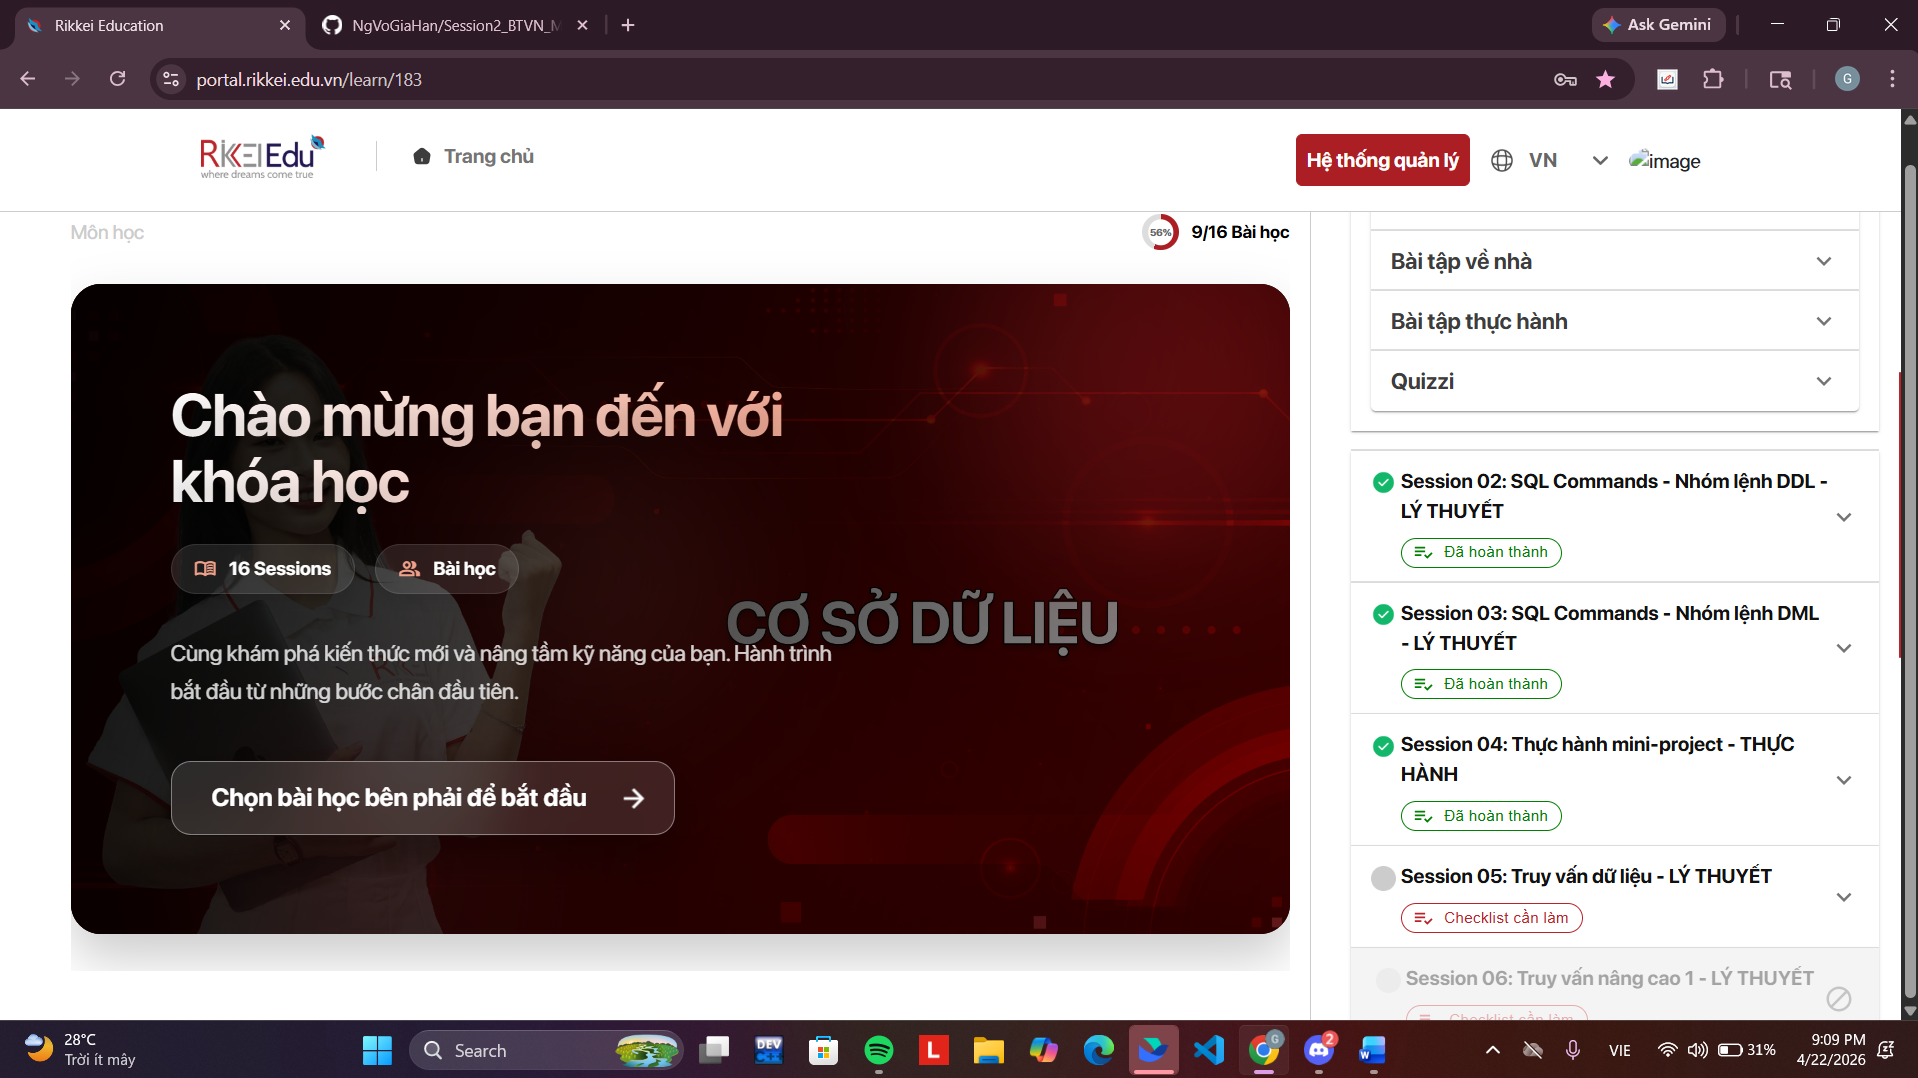 Rikkei Education
NgVoGiaHan/Session2_BTVN_M
Ask Gemini
portal.rikkei.edu.vn/learn/183
G
RikkeiEdu
where dreams come true
Trang chủ
Hệ thống quản lý
VN
image
Môn học
56%
9/16 Bài học
Chào mừng bạn đến với
khóa học
16 Sessions
Bài học
CƠ SỞ DỮ LIỆU
Cùng khám phá kiến thức mới và nâng tầm kỹ năng của bạn. Hành trình
bắt đầu từ những bước chân đầu tiên.
Chọn bài học bên phải để bắt đầu
Bài tập về nhà
Bài tập thực hành
Quizzi
Session 02: SQL Commands - Nhóm lệnh DDL -
LÝ THUYẾT
Đã hoàn thành
Session 03: SQL Commands - Nhóm lệnh DML
- LÝ THUYẾT
Đã hoàn thành
Session 04: Thực hành mini-project - THỰC
HÀNH
Đã hoàn thành
Session 05: Truy vấn dữ liệu - LÝ THUYẾT
Checklist cần làm
Session 06: Truy vấn nâng cao 1 - LÝ THUYẾT
Checklist cần làm
28°C
Trời ít mây
Search
DEV
C++
L
G
2
W
VIE
31%
9:09 PM
4/22/2026